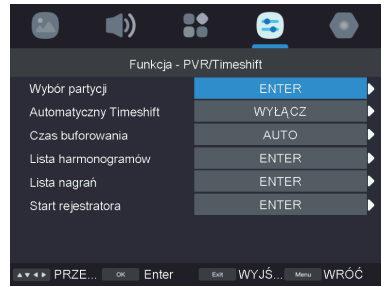 Funkcja - PVR/Timeshift
Wybór partycji ENTER
Automatyczny Timeshift WYŁĄCZ
Czas buforowania AUTO
Lista harmonogramów ENTER
Lista nagrań ENTER
Start rejestratora ENTER
PRZE... OK Enter Exit WYJŚ... Menu WRÓĆ